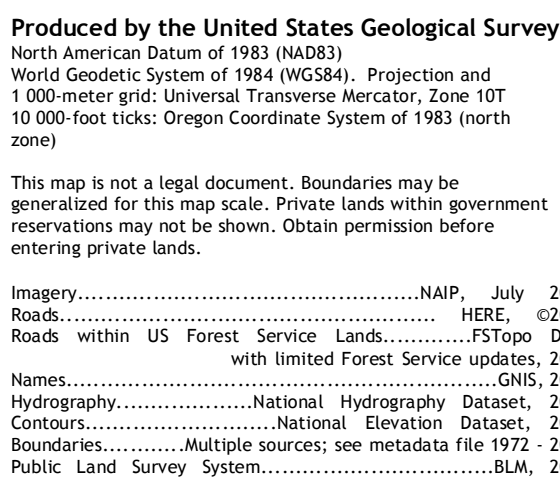 Produced by the United States Geological Survey
North American Datum of 1983 (NAD83)
World Geodetic System of 1984 (WGS84). Projection and
1 000-meter grid: Universal Transverse Mercator, Zone 10T
10 000-foot ticks: Oregon Coordinate System of 1983 (north
zone)
This map is not a legal document. Boundaries may be
generalized for this map scale. Private lands within government
reservations may not be shown. Obtain permission before
entering private lands.
Imagery..................................................NAIP, July
Roads....................................................... HERE,
Roads within US Forest Service Lands.............FSTopo
with limited Forest Service updates,
Names...............................................................GNIS,
Hydrography....................National Hydrography Dataset,
Contours............................National Elevation Dataset,
Boundaries............Multiple sources; see metadata file 1972 -
Public Land Survey System..................................BLM,